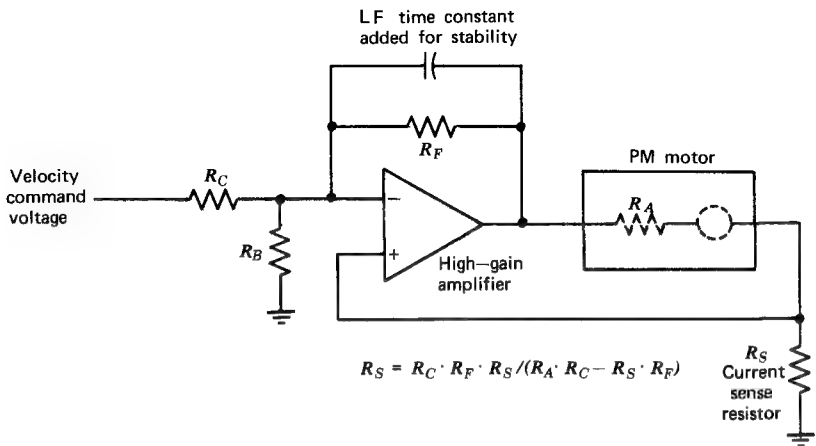 LF time constant
added for stability
R_F
PM motor
Velocity
command
voltage
R_C
R_B
−
+
High–gain
amplifier
R_A
R_S = R_C · R_F · R_S/(R_A · R_C − R_S · R_F)
R_S
Current
sense
resistor